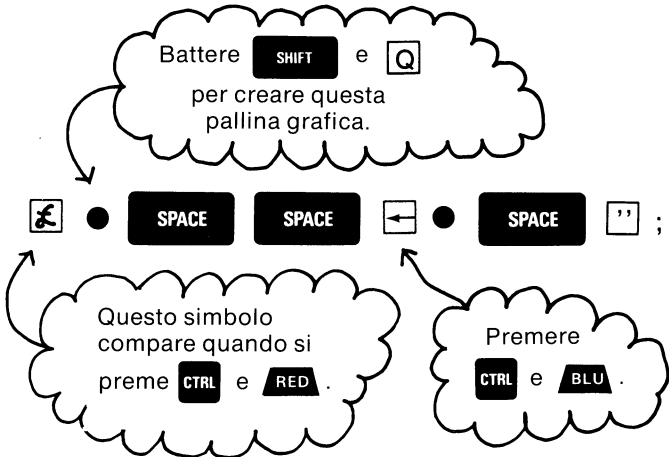 Battere SHIFT e Q
per creare questa
pallina grafica.
£ ● SPACE SPACE ← ● SPACE " ;
Questo simbolo
compare quando si
preme CTRL e RED .
Premere
CTRL e BLU .